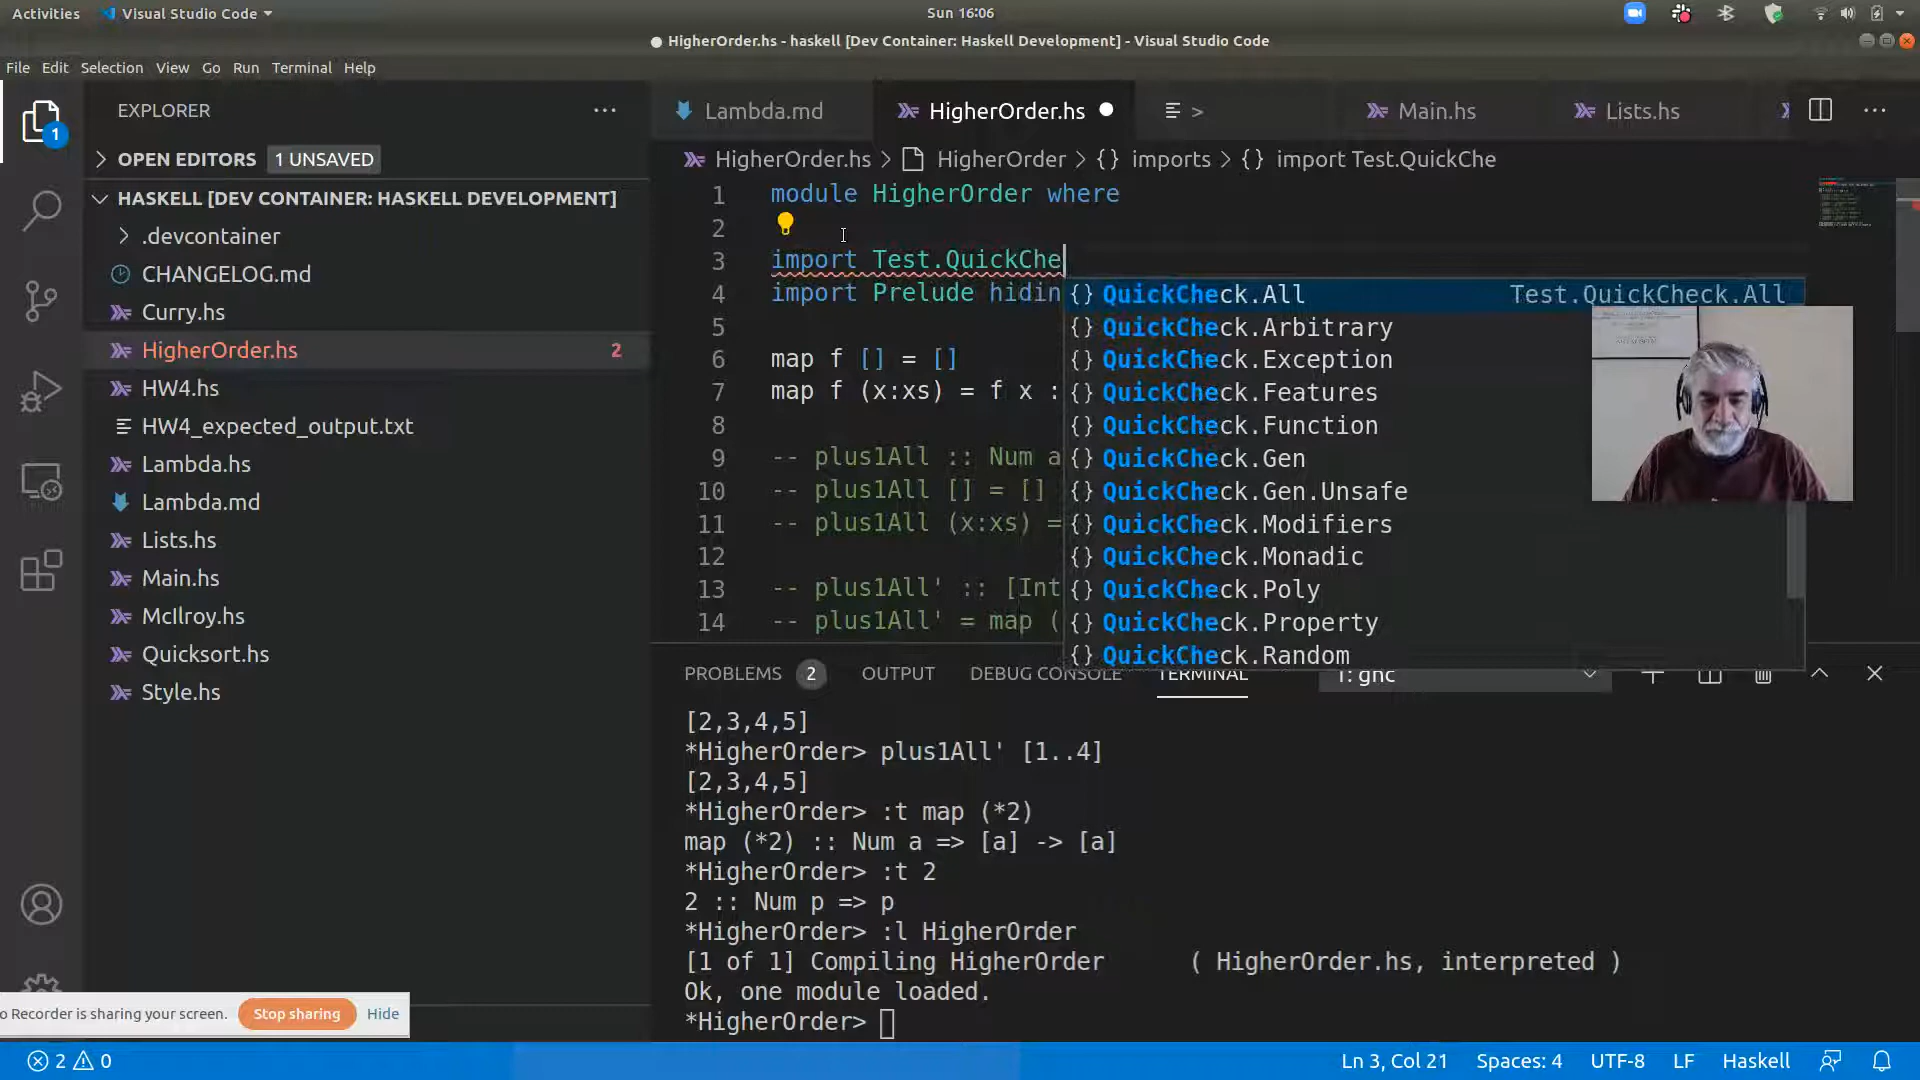 Activities Visual Studio Code Sun 16:06
HigherOrder.hs - haskell [Dev Container: Haskell Development] - Visual Studio Code
File Edit Selection View Go Run Terminal Help
EXPLORER
1
OPEN EDITORS 1 UNSAVED
HASKELL [DEV CONTAINER: HASKELL DEVELOPMENT]
.devcontainer
CHANGELOG.md
Curry.hs
HigherOrder.hs 2
HW4.hs
HW4_expected_output.txt
Lambda.hs
Lambda.md
Lists.hs
Main.hs
McIlroy.hs
Quicksort.hs
Style.hs
Lambda.md HigherOrder.hs > Main.hs Lists.hs
HigherOrder.hs > HigherOrder > {} imports > {} import Test.QuickChe
1 module HigherOrder where
2
3 import Test.QuickChe
4 import Prelude hidin
5
6 map f [] = []
7 map f (x:xs) = f x :
8
9 -- plus1All :: Num a
10 -- plus1All [] = []
11 -- plus1All (x:xs) =
12
13 -- plus1All' :: [Int
14 -- plus1All' = map (
{} QuickCheck.All Test.QuickCheck.All
{} QuickCheck.Arbitrary
{} QuickCheck.Exception
{} QuickCheck.Features
{} QuickCheck.Function
{} QuickCheck.Gen
{} QuickCheck.Gen.Unsafe
{} QuickCheck.Modifiers
{} QuickCheck.Monadic
{} QuickCheck.Poly
{} QuickCheck.Property
{} QuickCheck.Random
PROBLEMS 2 OUTPUT DEBUG CONSOLE TERMINAL 1: ghc
[2,3,4,5]
*HigherOrder> plus1All' [1..4]
[2,3,4,5]
*HigherOrder> :t map (*2)
map (*2) :: Num a => [a] -> [a]
*HigherOrder> :t 2
2 :: Num p => p
*HigherOrder> :l HigherOrder
[1 of 1] Compiling HigherOrder ( HigherOrder.hs, interpreted )
Ok, one module loaded.
*HigherOrder>
o Recorder is sharing your screen. Stop sharing Hide
2 0 Ln 3, Col 21 Spaces: 4 UTF-8 LF Haskell